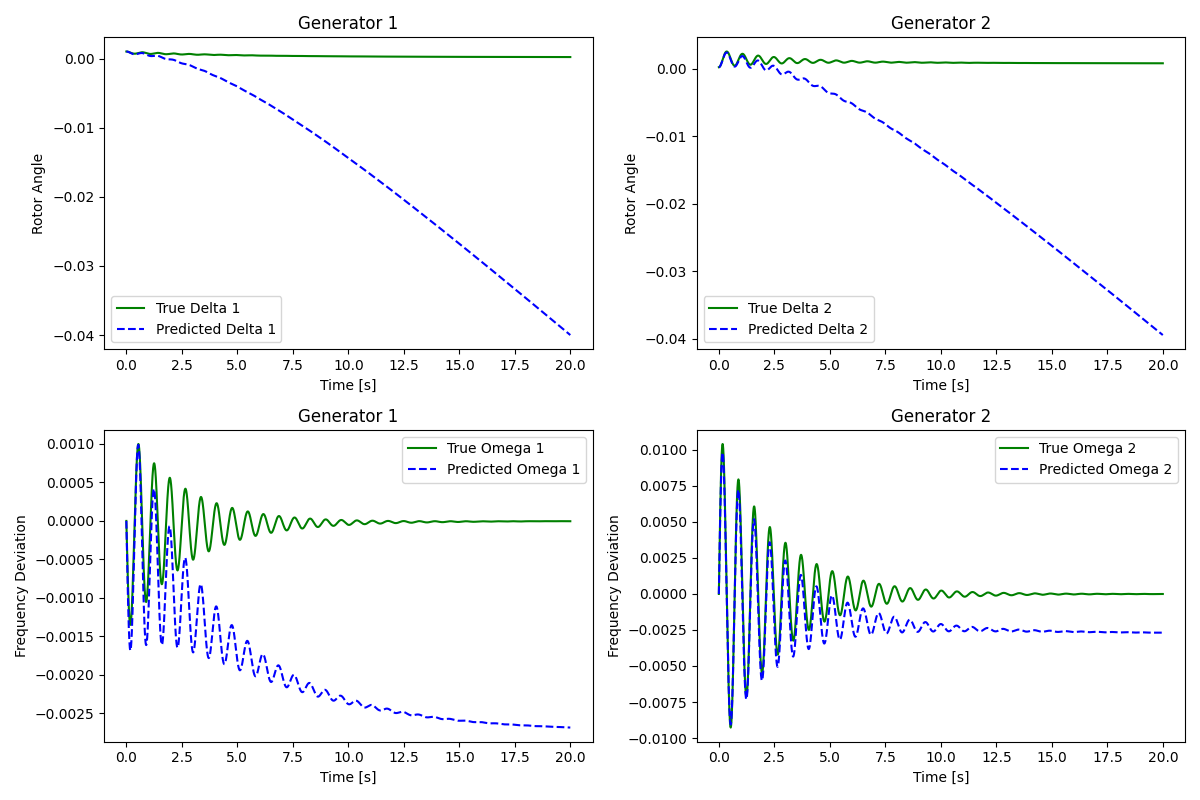 Generator 1
Rotor Angle
0.00
−0.01
−0.02
−0.03
−0.04
True Delta 1
Predicted Delta 1
0.0 2.5 5.0 7.5 10.0 12.5 15.0 17.5 20.0
Time [s]
Generator 2
Rotor Angle
0.00
−0.01
−0.02
−0.03
−0.04
True Delta 2
Predicted Delta 2
0.0 2.5 5.0 7.5 10.0 12.5 15.0 17.5 20.0
Time [s]
Generator 1
Frequency Deviation
0.0010
0.0005
0.0000
−0.0005
−0.0010
−0.0015
−0.0020
−0.0025
True Omega 1
Predicted Omega 1
0.0 2.5 5.0 7.5 10.0 12.5 15.0 17.5 20.0
Time [s]
Generator 2
Frequency Deviation
0.0100
0.0075
0.0050
0.0025
0.0000
−0.0025
−0.0050
−0.0075
−0.0100
True Omega 2
Predicted Omega 2
0.0 2.5 5.0 7.5 10.0 12.5 15.0 17.5 20.0
Time [s]